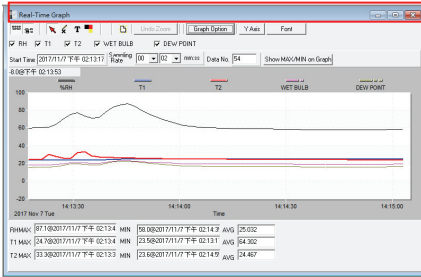 Real-Time Graph
T Undo Zoom Graph Option Y Axis Font
RH T1 T2 WET BULB DEW POINT
Start Time 2017/11/7 下午 02:13:17 Sampling Rate 00 02 mm:ss Data No. 54 Show MAX/MIN on Graph
-8.0@下午 02:13:53
%RH T1 T2 WET BULB DEW POINT
100
80
60
40
20
0
-20
14:13:30 14:14:00 14:14:30 14:15:00
2017 Nov 7 Tue Time
RHMAX 87.1@2017/11/7 下午 02:13:4 MIN 58.0@2017/11/7 下午 02:14:3 AVG 25.032
T1 MAX 24.7@2017/11/7 下午 02:13:4 MIN 23.5@2017/11/7 下午 02:13:1 AVG 64.302
T2 MAX 33.3@2017/11/7 下午 02:13:3 MIN 23.6@2017/11/7 下午 02:14:5 AVG 24.467